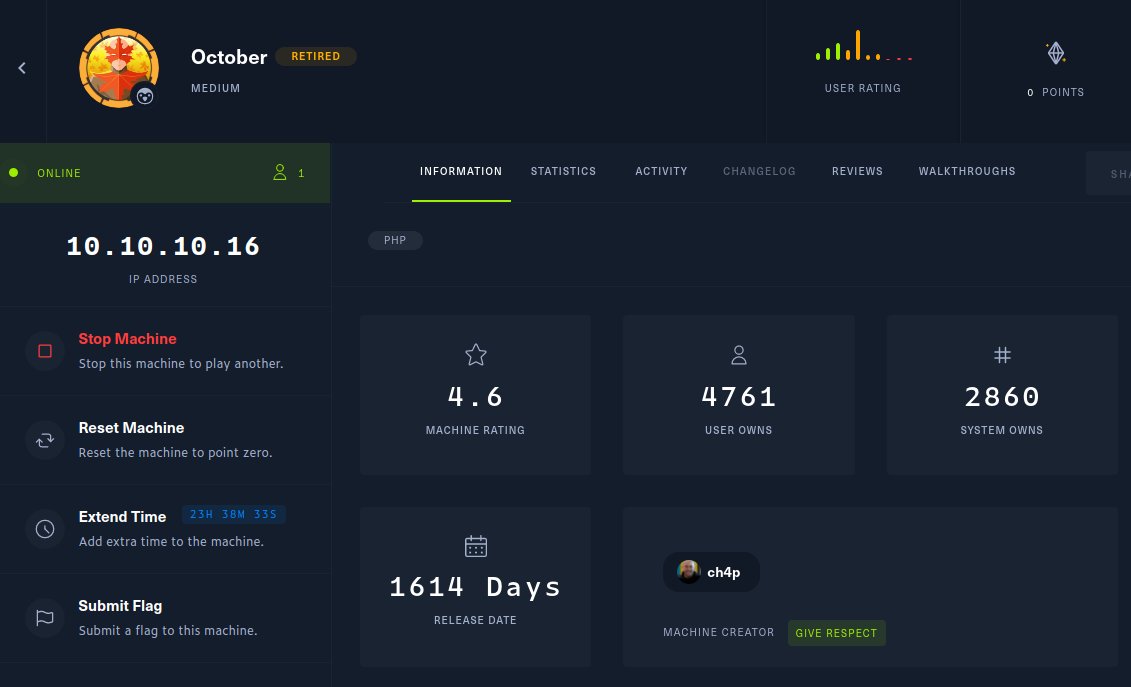 October RETIRED
MEDIUM
USER RATING
0 POINTS
ONLINE 1
INFORMATION STATISTICS ACTIVITY CHANGELOG REVIEWS WALKTHROUGHS SHA
PHP
10.10.10.16
IP ADDRESS
Stop Machine
Stop this machine to play another.
Reset Machine
Reset the machine to point zero.
Extend Time 23H 38M 33S
Add extra time to the machine.
Submit Flag
Submit a flag to this machine.
4.6
MACHINE RATING
4761
USER OWNS
2860
SYSTEM OWNS
1614 Days
RELEASE DATE
ch4p
MACHINE CREATOR GIVE RESPECT